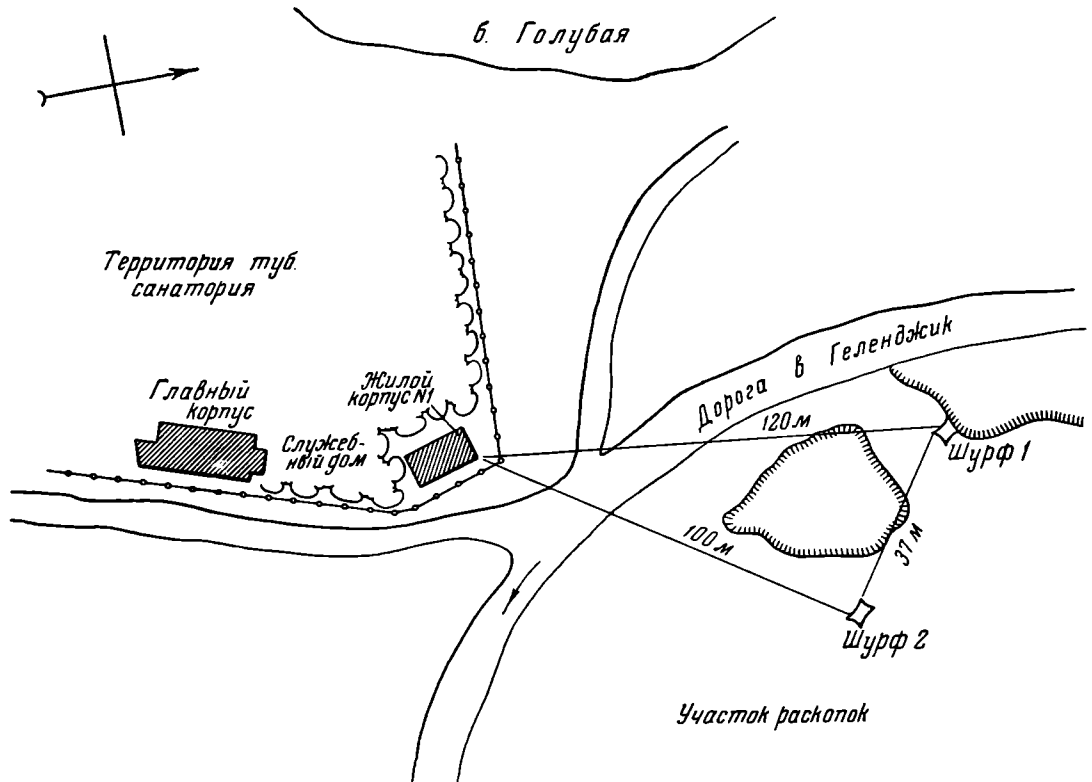 б. Голубая
Территория туб.
санатория
Главный
корпус
Жилой
корпус N1
Служеб-
ный дом
Дорога в Геленджик
120 м
Шурф 1
100 м
37 м
Шурф 2
Участок раскопок